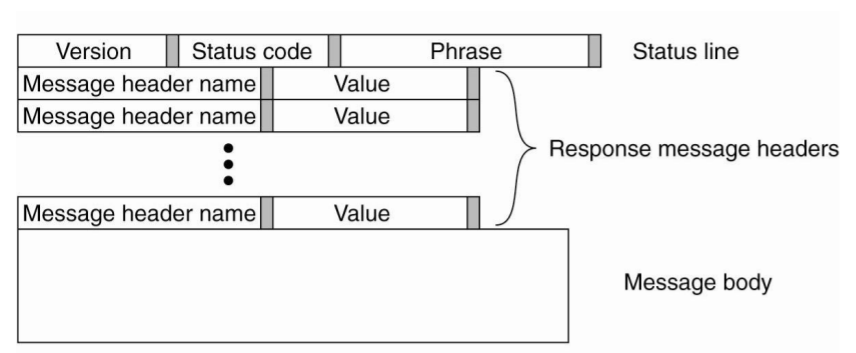 Version Status code Phrase Status line
Message header name Value
Message header name Value
Response message headers
Message header name Value
Message body